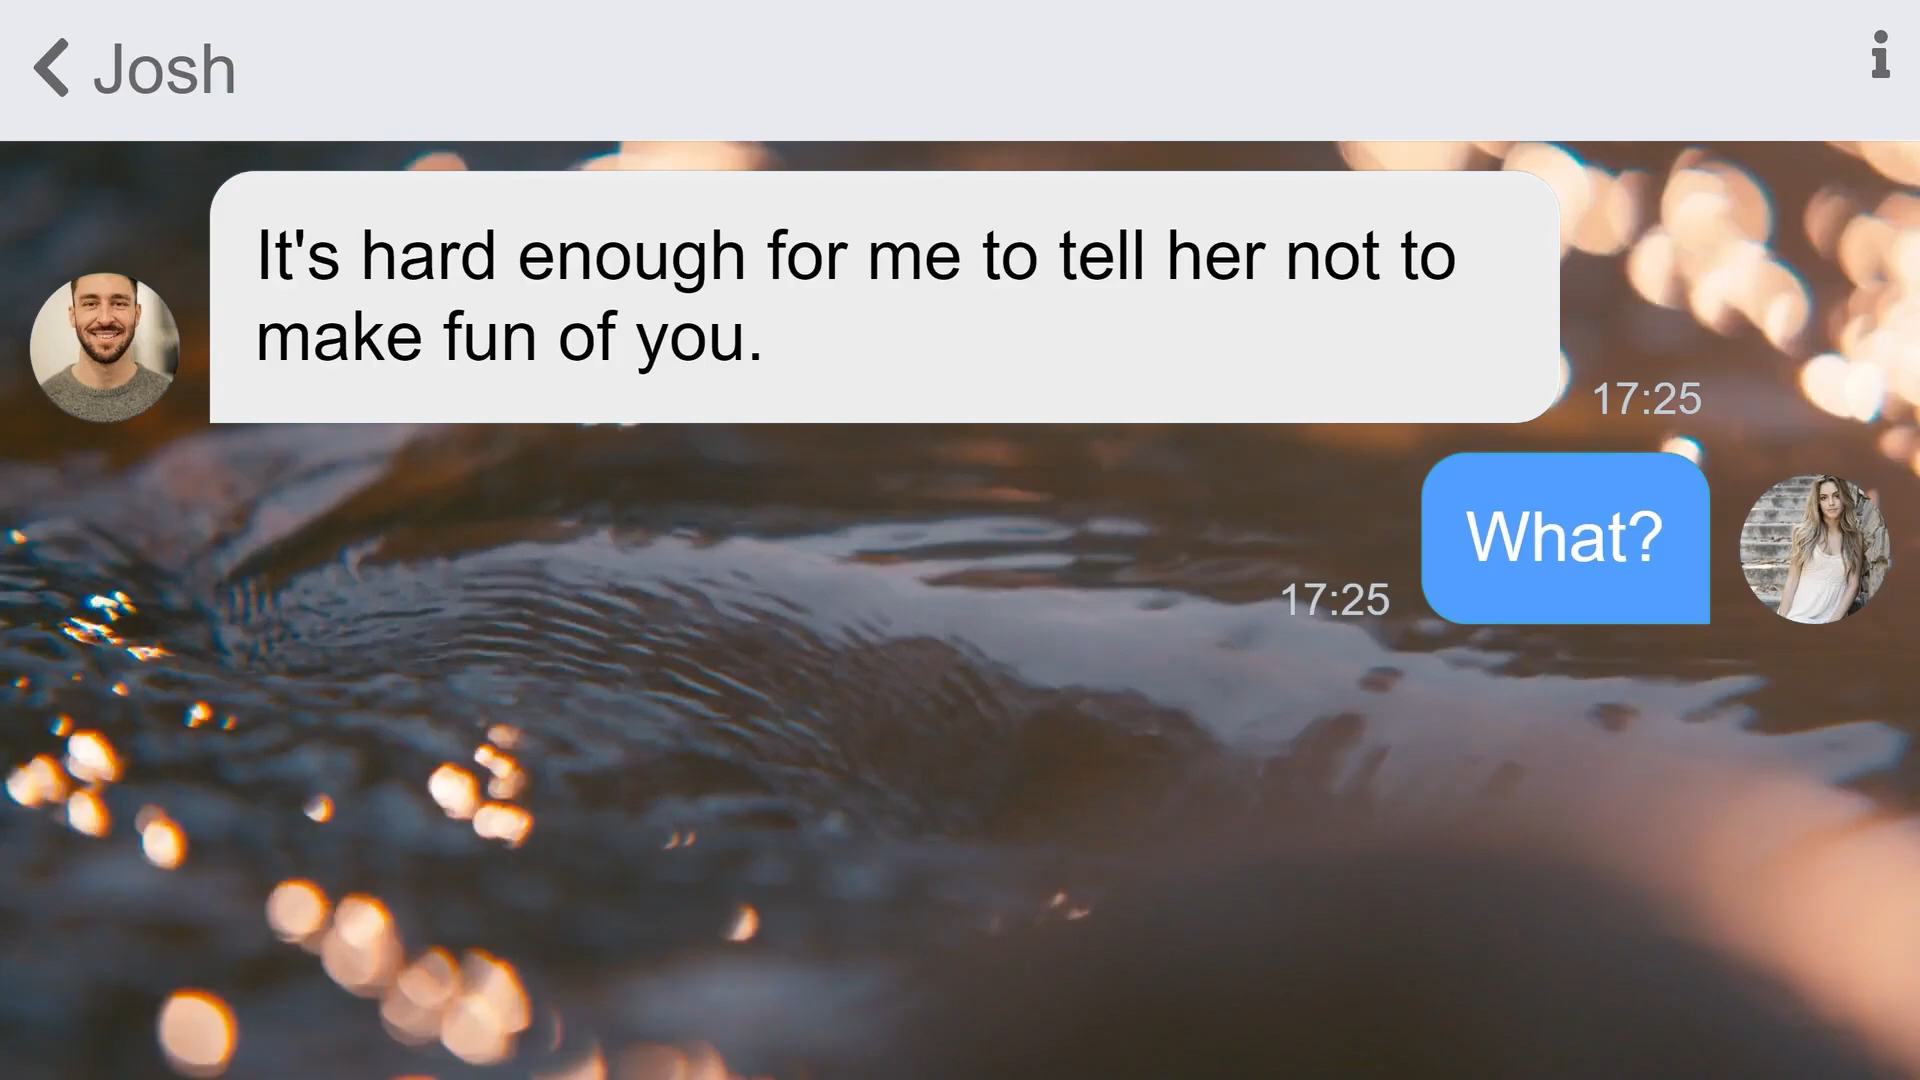 Josh
It's hard enough for me to tell her not to
make fun of you.
17:25
What?
17:25